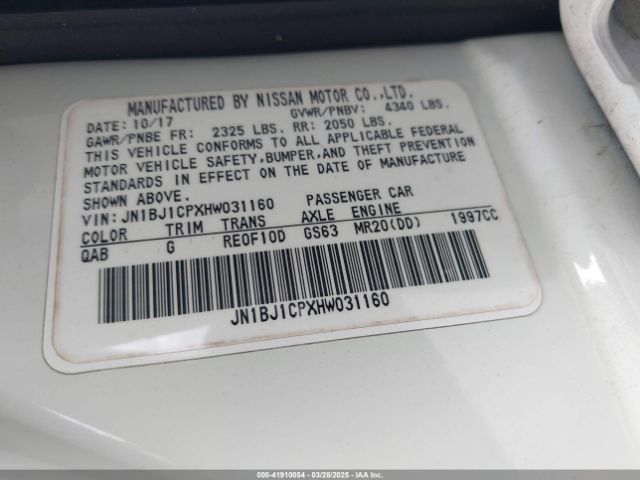 MANUFACTURED BY NISSAN MOTOR CO.,LTD.
DATE: 10/17 GVWR/PNBV: 4340 LBS.
GAWR/PNBE FR: 2325 LBS. RR: 2050 LBS.
THIS VEHICLE CONFORMS TO ALL APPLICABLE FEDERAL
MOTOR VEHICLE SAFETY,BUMPER,AND THEFT PREVENTION
STANDARDS IN EFFECT ON THE DATE OF MANUFACTURE
SHOWN ABOVE.
VIN: JN1BJ1CPXHW031160 PASSENGER CAR
COLOR TRIM TRANS AXLE ENGINE
QAB G RE0F10D GS63 MR20(DD) 1997CC
JN1BJ1CPXHW031160
000-41910054 | 03/28/2025 | IAA |